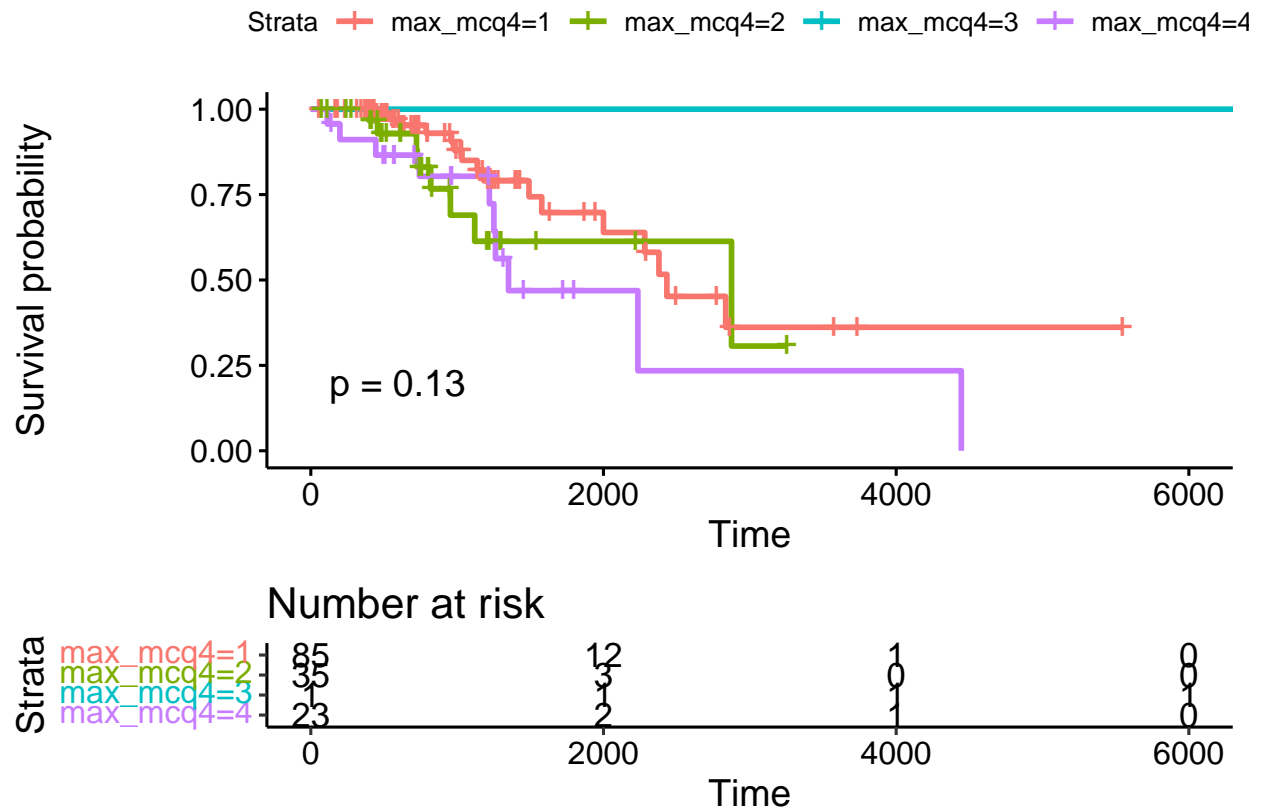 Strata max_mcq4=1 max_mcq4=2 max_mcq4=3 max_mcq4=4
Survival probability
1.00
0.75
0.50
0.25
0.00
p = 0.13
0 2000 4000 6000
Time
Number at risk
Strata
max_mcq4=1 85 12 1 0
max_mcq4=2 35 3 0 0
max_mcq4=3 1 1 1 1
max_mcq4=4 23 2 1 0
0 2000 4000 6000
Time